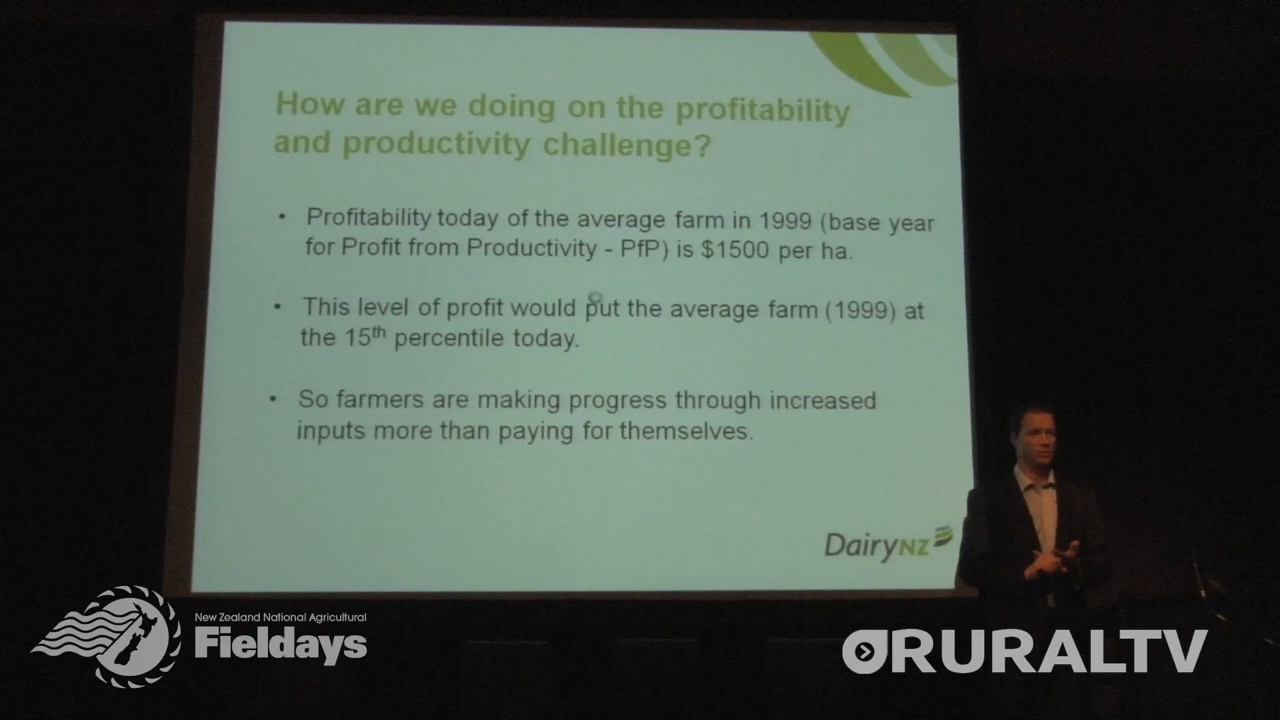 How are we doing on the profitability
and productivity challenge?
• Profitability today of the average farm in 1999 (base year
for Profit from Productivity - PfP) is $1500 per ha.
• This level of profit would put the average farm (1999) at
the 15th percentile today.
• So farmers are making progress through increased
inputs more than paying for themselves.
DairyNZ
New Zealand National Agricultural
Fieldays
RURALTV